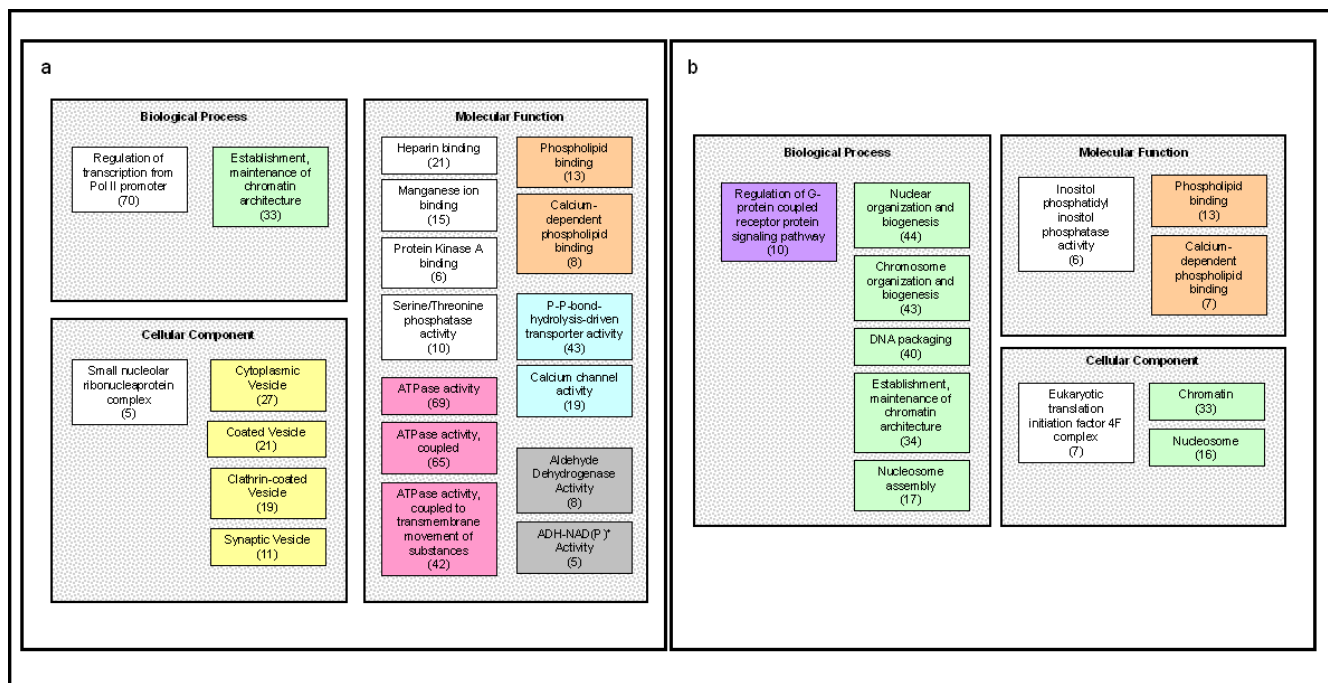 a
Biological Process
Regulation of
transcription from
Pol II promoter
(70)
Establishment,
maintenance of
chromatin
architecture
(33)
Cellular Component
Small nucleolar
ribonucleaprotein
complex
(5)
Cytoplasmic
Vesicle
(27)
Coated Vesicle
(21)
Clathrin-coated
Vesicle
(19)
Synaptic Vesicle
(11)
Molecular Function
Heparin binding
(21)
Manganese ion
binding
(15)
Protein Kinase A
binding
(6)
Serine/Threonine
phosphatase
activity
(10)
ATPase activity
(69)
ATPase activity,
coupled
(65)
ATPase activity,
coupled to
transmembrane
movement of
substances
(42)
Phospholipid
binding
(13)
Calcium-
dependent
phospholipid
binding
(8)
P-P-bond-
hydrolysis-driven
transporter activity
(43)
Calcium channel
activity
(19)
Aldehyde
Dehydrogenase
Activity
(8)
ADH-NAD(P)*
Activity
(5)
b
Biological Process
Regulation of G-
protein coupled
receptor protein
signaling pathway
(10)
Nuclear
organization and
biogenesis
(44)
Chromosome
organization and
biogenesis
(43)
DNA packaging
(40)
Establishment,
maintenance of
chromatin
architecture
(34)
Nucleosome
assembly
(17)
Molecular Function
Inositol
phosphatidyl
inositol
phosphatase
activity
(6)
Phospholipid
binding
(13)
Calcium-
dependent
phospholipid
binding
(7)
Cellular Component
Eukaryotic
translation
initiation factor 4F
complex
(7)
Chromatin
(33)
Nucleosome
(16)